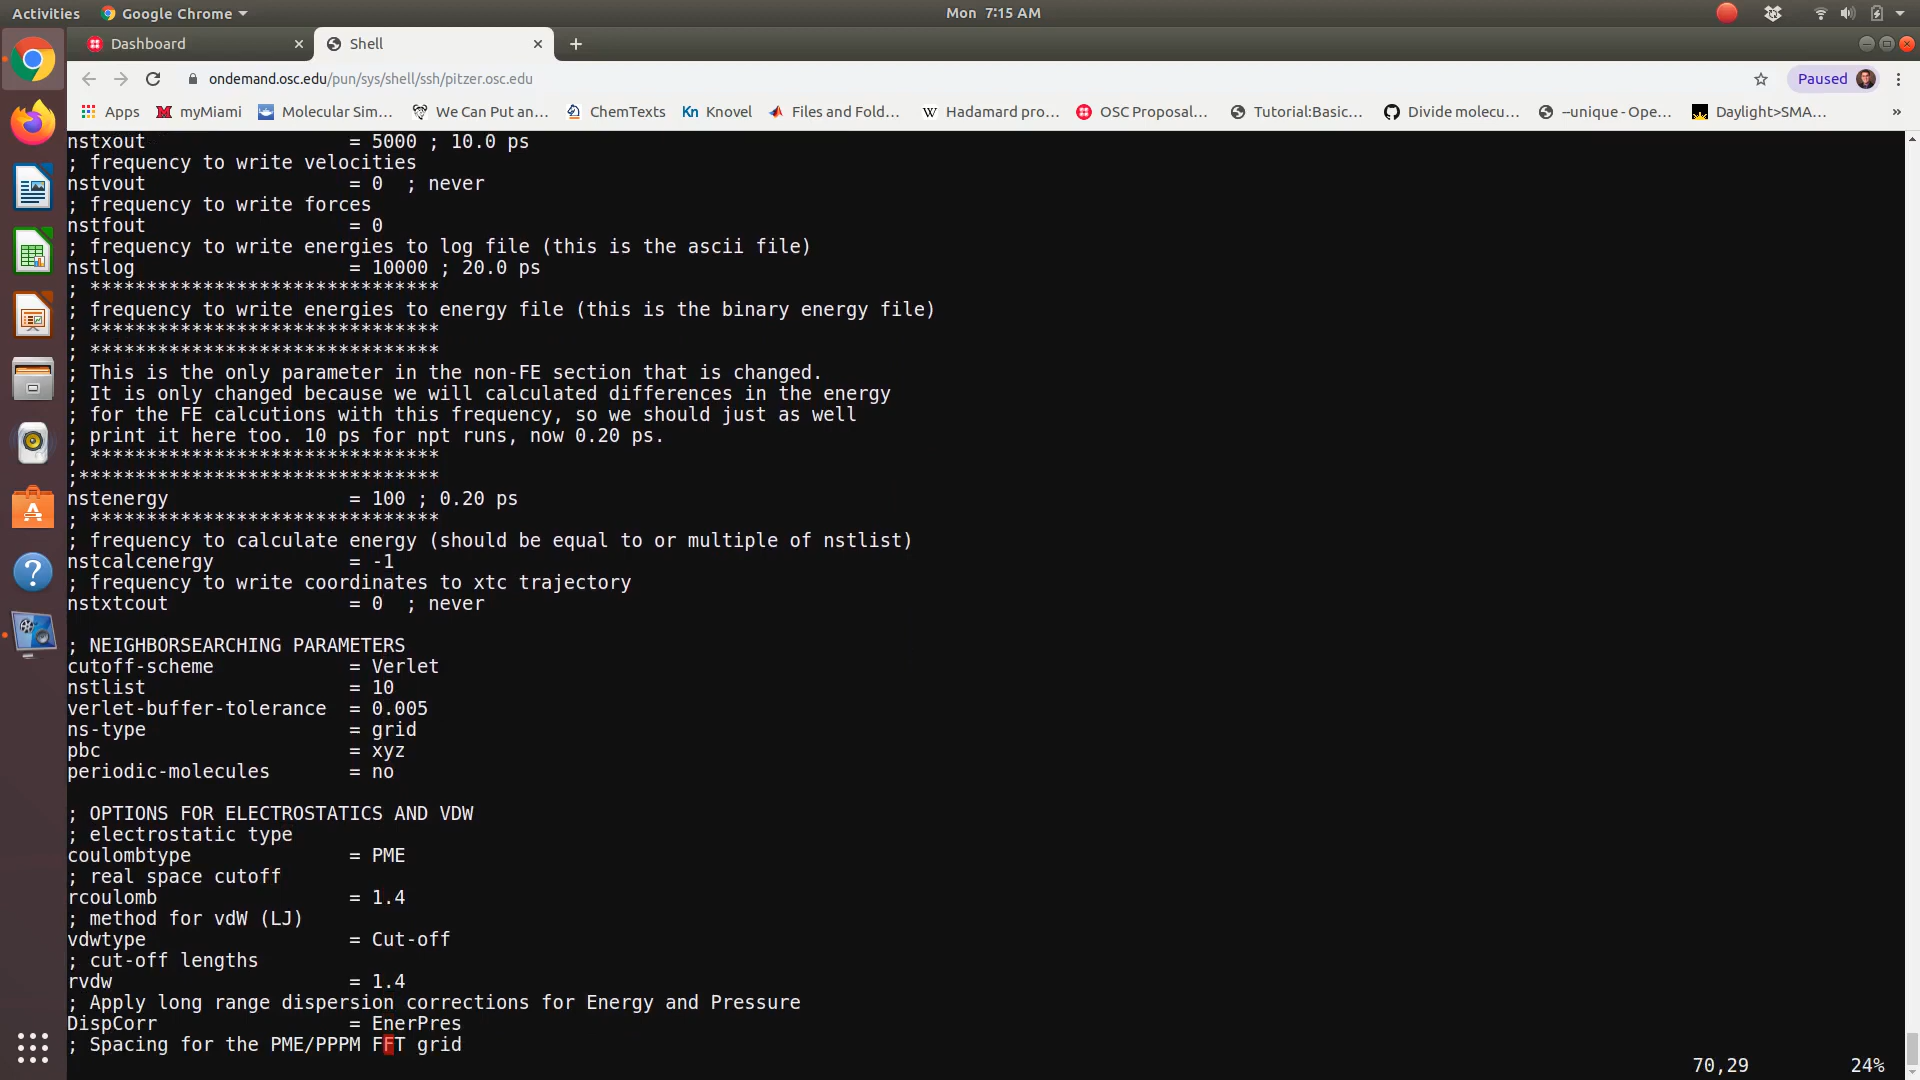 Activities
Google Chrome
Mon 7:15 AM
Dashboard
Shell
ondemand.osc.edu/pun/sys/shell/ssh/pitzer.osc.edu
Paused
Apps
myMiami
Molecular Sim...
We Can Put an...
ChemTexts
Kn Knovel
Files and Fold...
W Hadamard pro...
OSC Proposal...
Tutorial:Basic...
Divide molecu...
--unique - Ope...
Daylight>SMA...
»
nstxout = 5000 ; 10.0 ps
; frequency to write velocities
nstvout = 0 ; never
; frequency to write forces
nstfout = 0
; frequency to write energies to log file (this is the ascii file)
nstlog = 10000 ; 20.0 ps
; *******************************
; frequency to write energies to energy file (this is the binary energy file)
; *******************************
; *******************************
; This is the only parameter in the non-FE section that is changed.
; It is only changed because we will calculated differences in the energy
; for the FE calcutions with this frequency, so we should just as well
; print it here too. 10 ps for npt runs, now 0.20 ps.
; *******************************
;********************************
nstenergy = 100 ; 0.20 ps
; *******************************
; frequency to calculate energy (should be equal to or multiple of nstlist)
nstcalcenergy = -1
; frequency to write coordinates to xtc trajectory
nstxtcout = 0 ; never
; NEIGHBORSEARCHING PARAMETERS
cutoff-scheme = Verlet
nstlist = 10
verlet-buffer-tolerance = 0.005
ns-type = grid
pbc = xyz
periodic-molecules = no
; OPTIONS FOR ELECTROSTATICS AND VDW
; electrostatic type
coulombtype = PME
; real space cutoff
rcoulomb = 1.4
; method for vdW (LJ)
vdwtype = Cut-off
; cut-off lengths
rvdw = 1.4
; Apply long range dispersion corrections for Energy and Pressure
DispCorr = EnerPres
; Spacing for the PME/PPPM FFT grid
70,29 24%